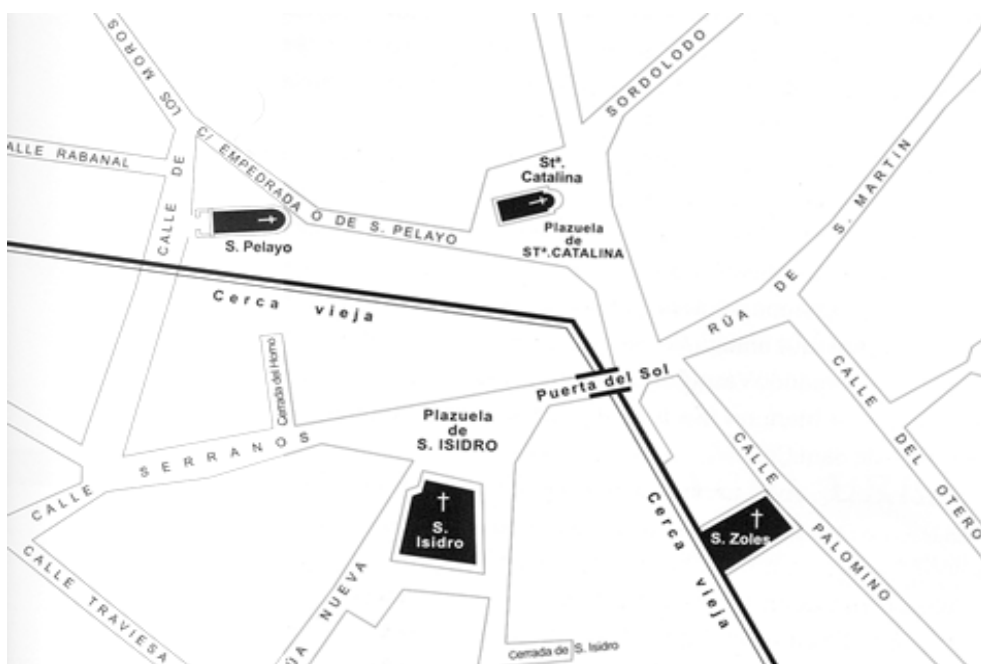 CALLE DE LOS MOROS
ALLE RABANAL
C/ EMPEDRADA O DE S. PELAYO
S. Pelayo
Stª.
Catalina
Plazuela
de
STª.CATALINA
SORDOLODO
RÚA DE S. MARTIN
Cerca vieja
Puerta del Sol
Cerrada del Horno
Plazuela
de
S. ISIDRO
CALLE SERRANOS
S.
Isidro
CALLE TRAVIESA
ÚA NUEVA
Cerrada de S. Isidro
Cerca vieja
S. Zoles
CALLE PALOMINO
CALLE DEL OTERO